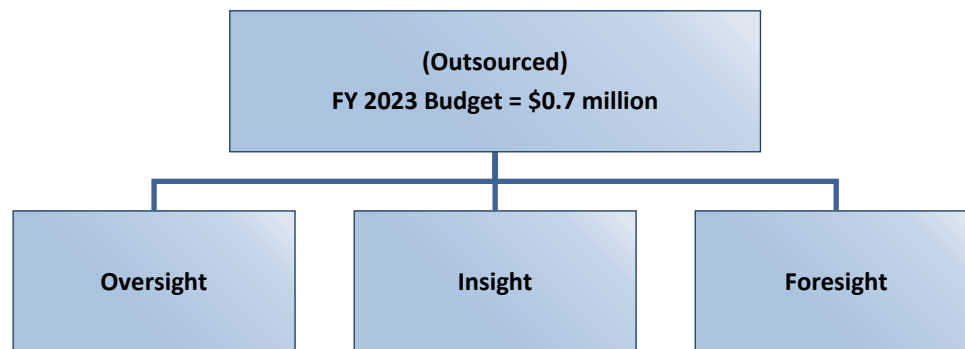 (Outsourced)
FY 2023 Budget = $0.7 million
Oversight
Insight
Foresight